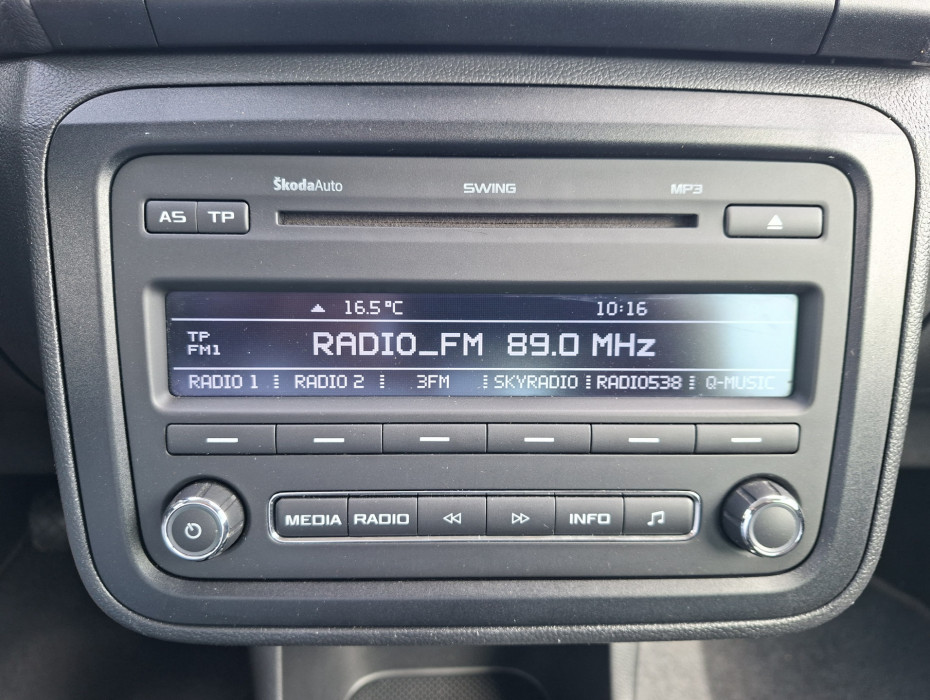 ŠkodaAuto SWING MP3
AS TP
16.5°C 10:16
TP
FM1
RADIO_FM 89.0 MHz
RADIO 1 RADIO 2 3FM SKYRADIO RADIO538 Q-MUSIC
MEDIA RADIO INFO